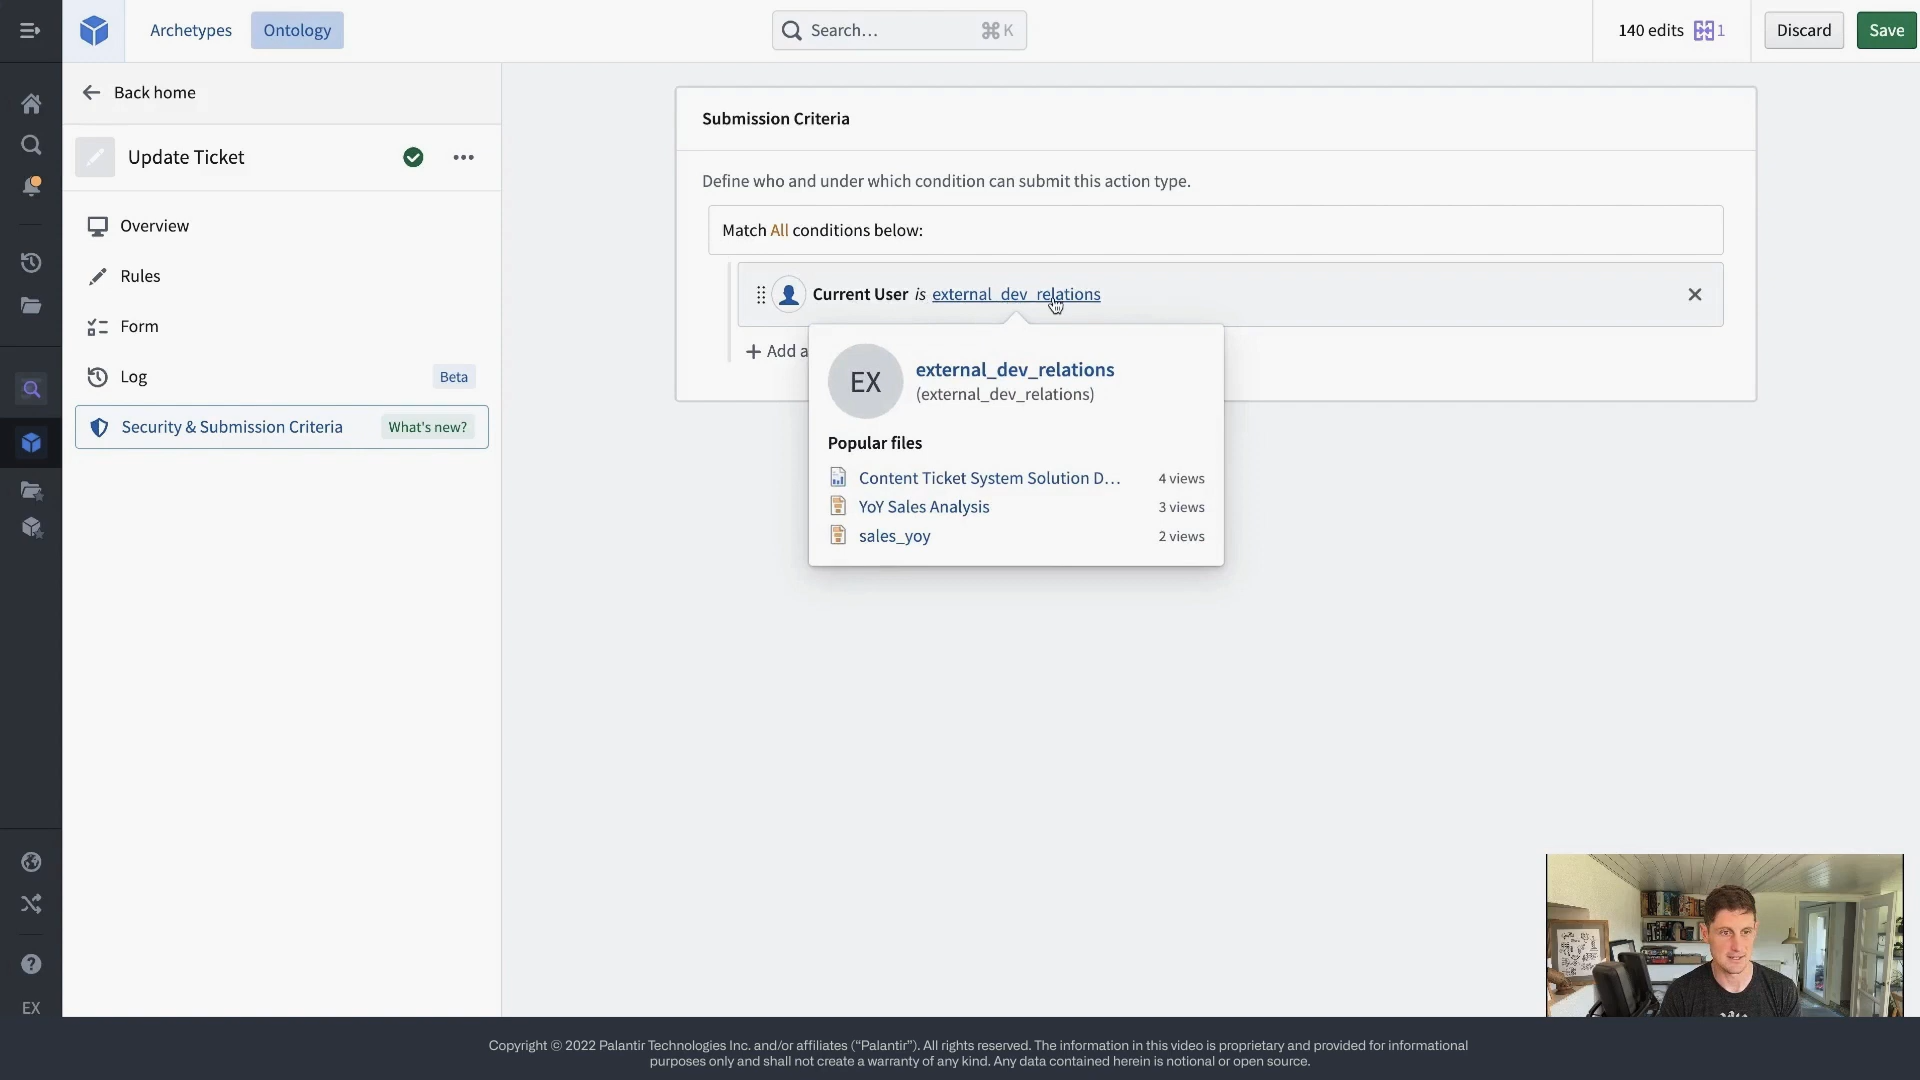 Archetypes
Ontology
Search...
⌘K
140 edits
1
Discard
Save
Back home
Update Ticket
Overview
Rules
Form
Log
Beta
Security & Submission Criteria
What's new?
Submission Criteria
Define who and under which condition can submit this action type.
Match All conditions below:
Current User is external_dev_relations
+ Add a
EX
external_dev_relations
(external_dev_relations)
Popular files
Content Ticket System Solution D... 4 views
YoY Sales Analysis 3 views
sales_yoy 2 views
EX
Copyright © 2022 Palantir Technologies Inc. and/or affiliates (“Palantir”). All rights reserved. The information in this video is proprietary and provided for informational
purposes only and shall not create a warranty of any kind. Any data contained herein is notional or open source.